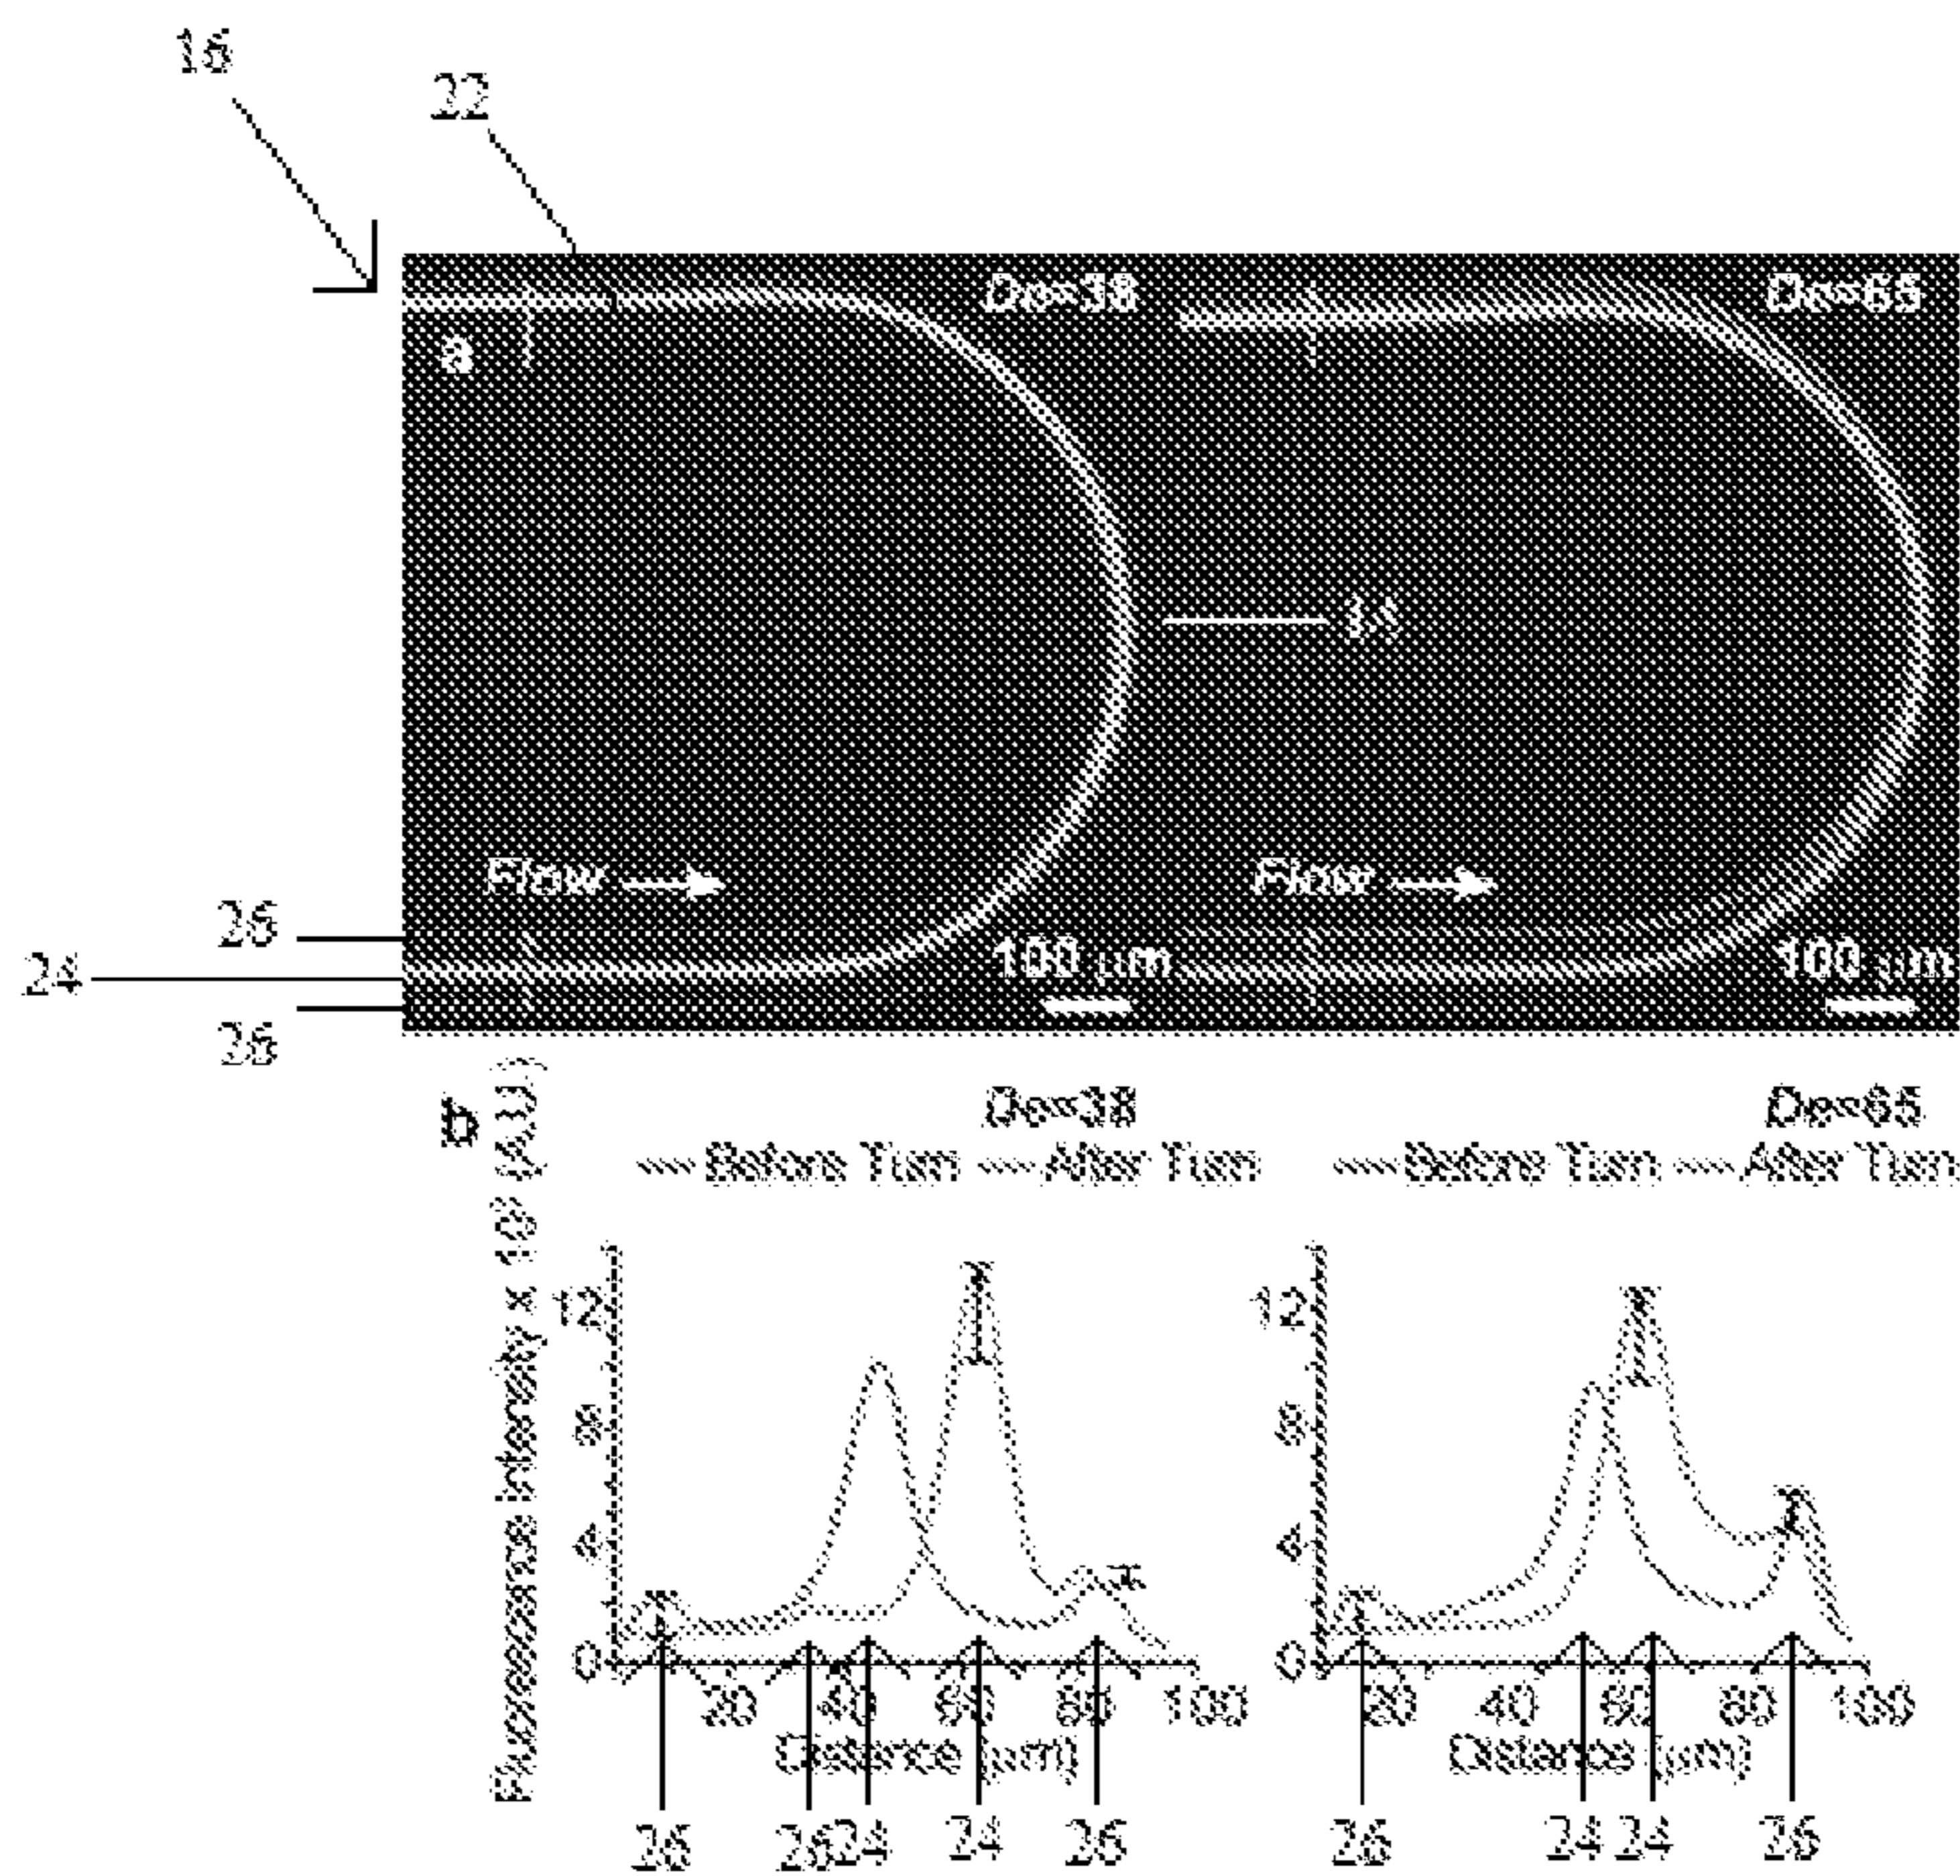 16
22
De=38 De=65
a
14
Flow Flow
26
24
100 μm 100 μm
26
b De=38 De=65
Before Turn After Turn Before Turn After Turn
Fluorescence Intensity x (A.U.)
12 12
8 8
4 4
0 0
20 40 60 80 100 20 40 60 80 100
Distance (μm) Distance (μm)
26 26 24 24 26 26 24 24 26